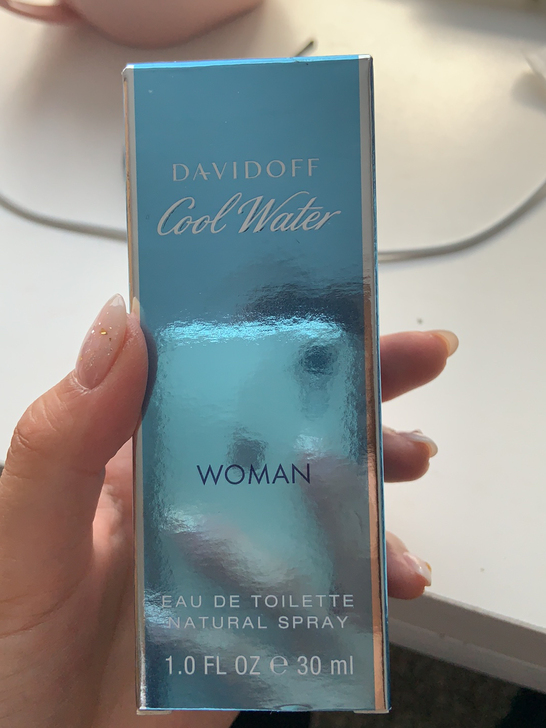 DAVIDOFF
Cool Water
WOMAN
EAU DE TOILETTE
NATURAL SPRAY
1.0 FL OZ ℮ 30 ml